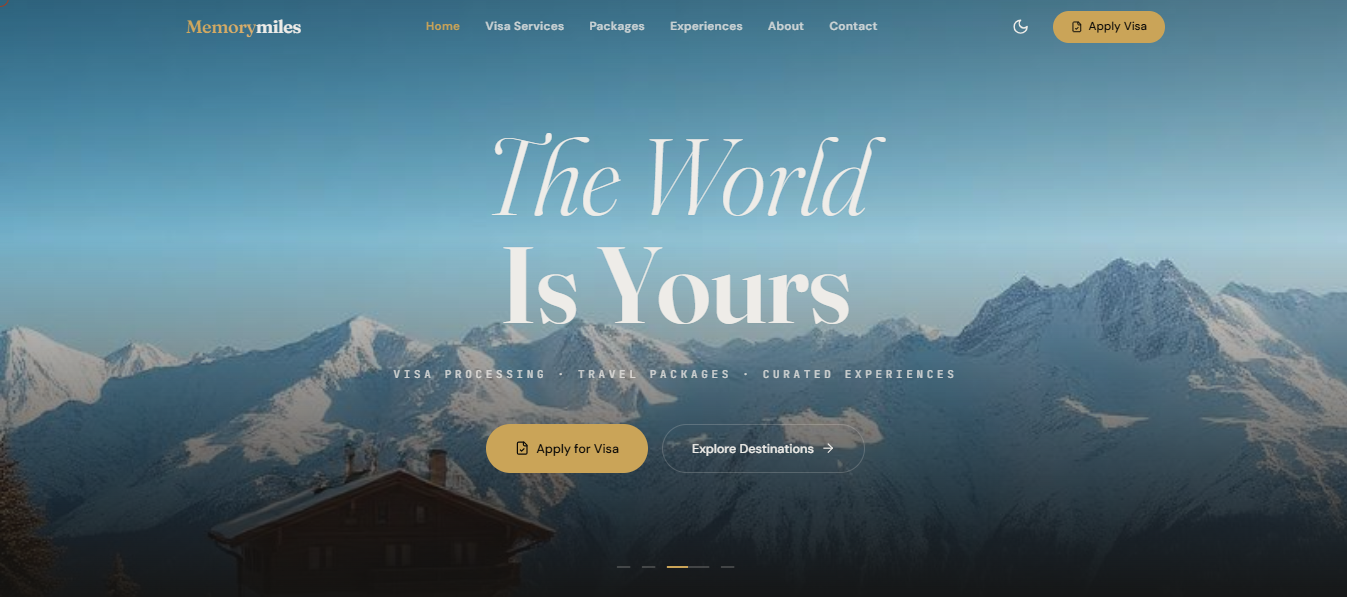 Memorymiles
Home
Visa Services
Packages
Experiences
About
Contact
Apply Visa
The World
Is Yours
VISA PROCESSING · TRAVEL PACKAGES · CURATED EXPERIENCES
Apply for Visa
Explore Destinations →